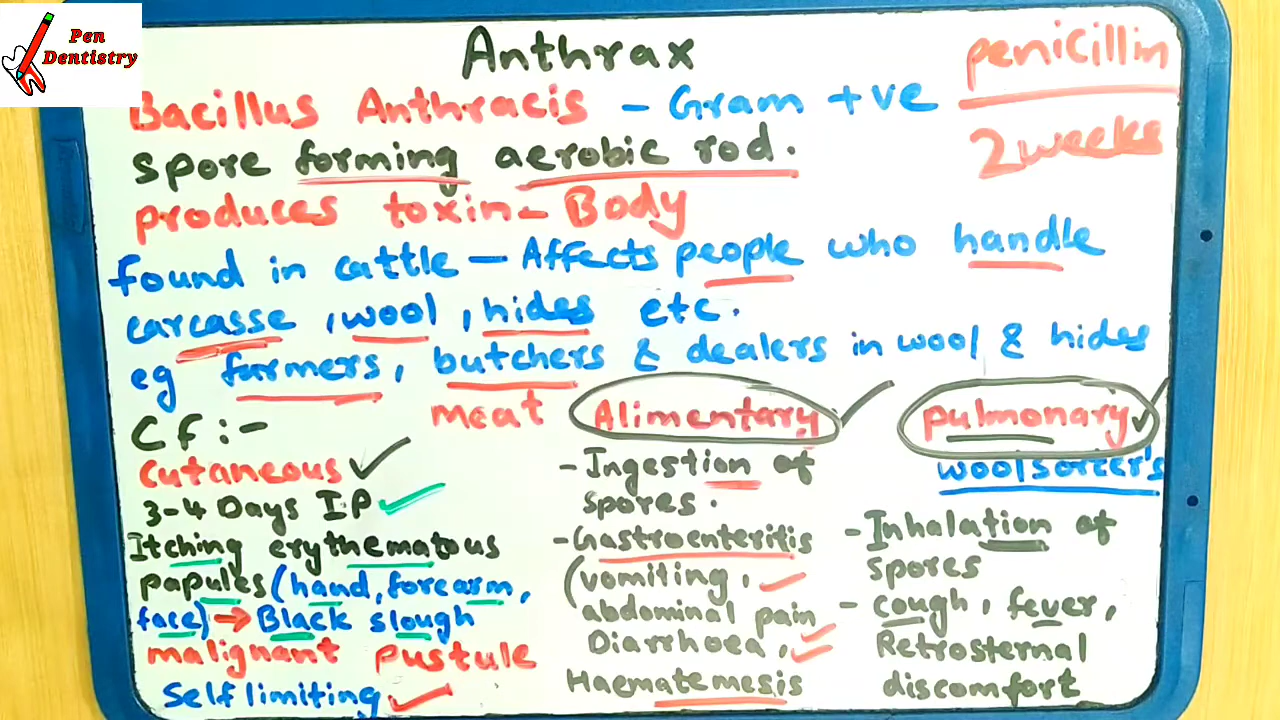 Pen
Dentistry
Anthrax
penicillin
2 weeks
Bacillus Anthracis - Gram +ve
spore forming aerobic rod.
produces toxin - Body
found in cattle - Affects people who handle
carcasse, wool, hides etc.
eg farmers, butchers & dealers in wool & hides
meat
CF:-
Cutaneous
3-4 Days IP
Itching erythematous
papules (hand, forearm,
face) → Black slough
malignant pustule
Self limiting
Alimentary
- Ingestion of
spores.
- Gastroenteritis
(vomiting,
abdominal pain
Diarrhoea,
Haematemesis
pulmonary
woolsorter's
- Inhalation of
spores
- cough, fever,
Retrosternal
discomfort